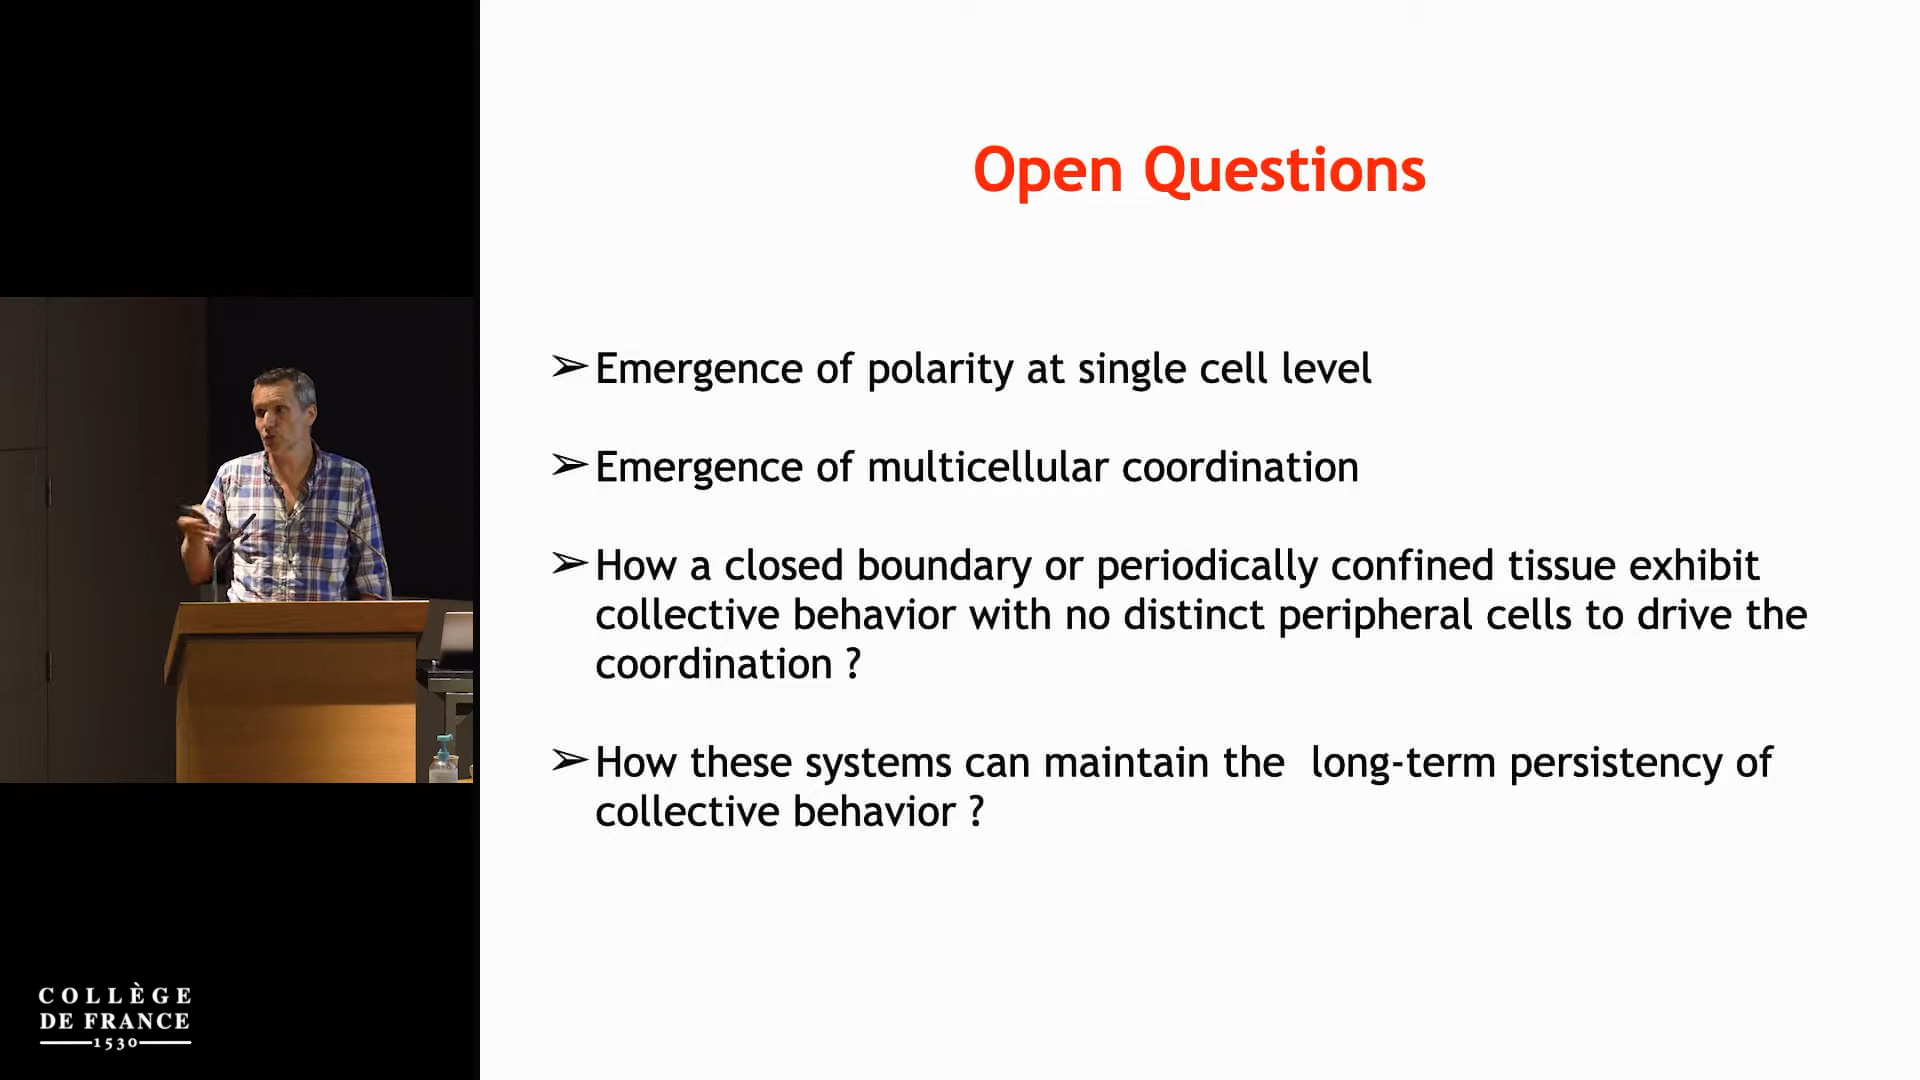 Open Questions
➢Emergence of polarity at single cell level
➢Emergence of multicellular coordination
➢How a closed boundary or periodically confined tissue exhibit
collective behavior with no distinct peripheral cells to drive the
coordination ?
➢How these systems can maintain the  long-term persistency of
collective behavior ?
COLLÈGE
DE FRANCE
1530